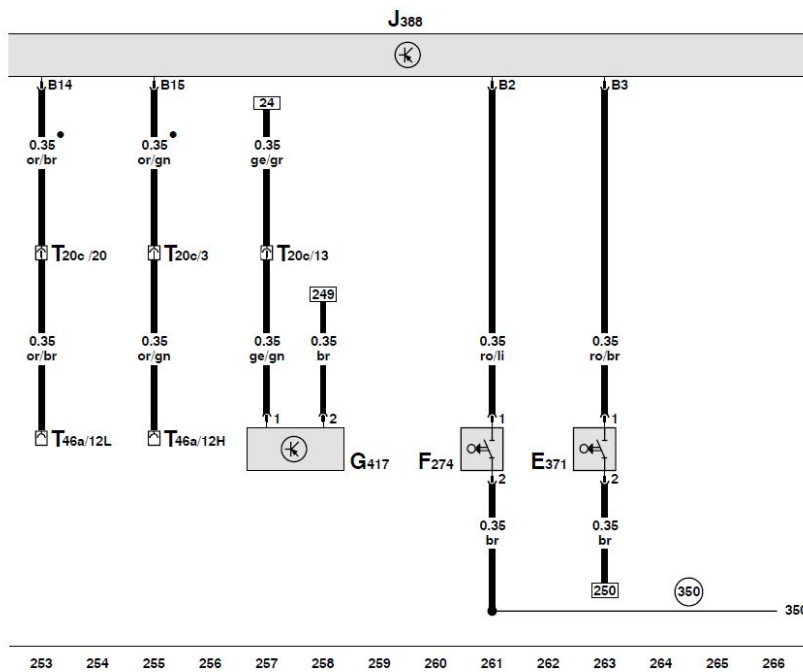 J388
B14 B15 B2 B3
24
0.35 0.35 0.35
or/br or/gn ge/gr
T20c /20 T20c/3 T20c/13
249
0.35 0.35 0.35 0.35 0.35 0.35
or/br or/gn ge/gn br ro/li ro/br
1 2 1 1
T46a/12L T46a/12H G417 F274 E371
2 2
0.35 0.35
br br
250 350
350
253 254 255 256 257 258 259 260 261 262 263 264 265 266